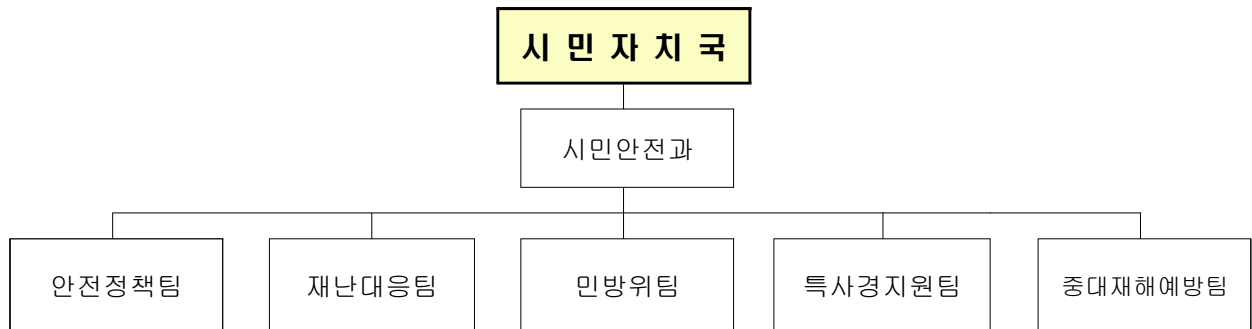 시 민 자 치 국
시민안전과
안전정책팀
재난대응팀
민방위팀
특사경지원팀
중대재해예방팀